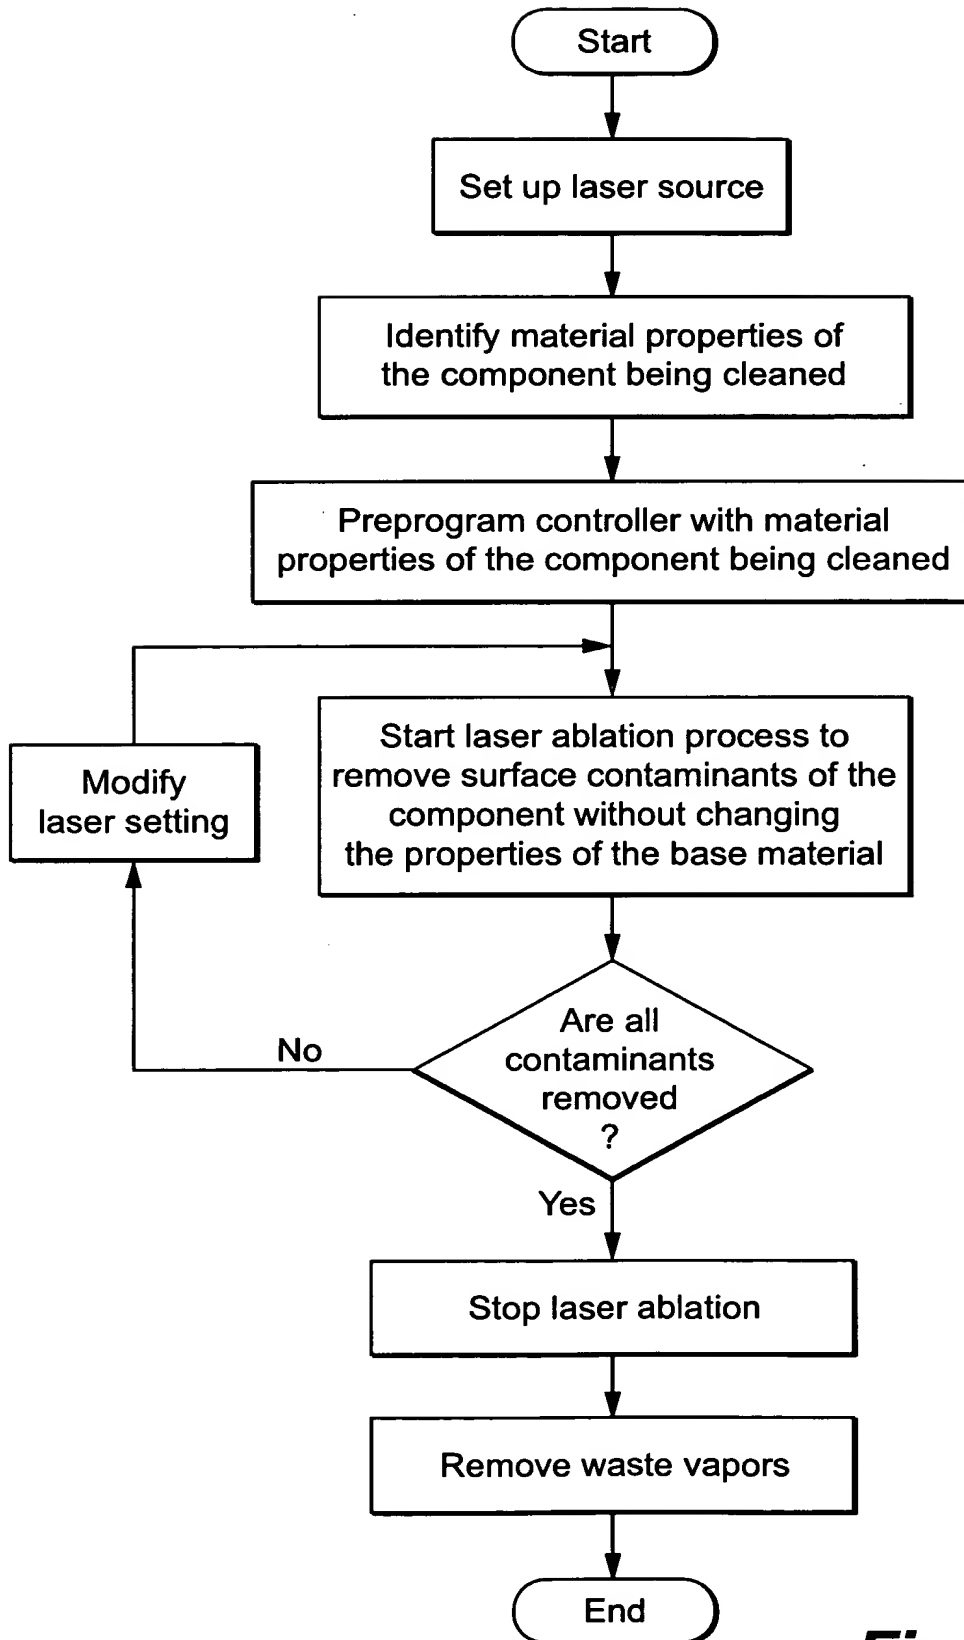 Start
Set up laser source
Identify material properties of
the component being cleaned
Preprogram controller with material
properties of the component being cleaned
Start laser ablation process to
remove surface contaminants of the
component without changing
the properties of the base material
Modify
laser setting
Are all
contaminants
removed
?
No
Yes
Stop laser ablation
Remove waste vapors
End